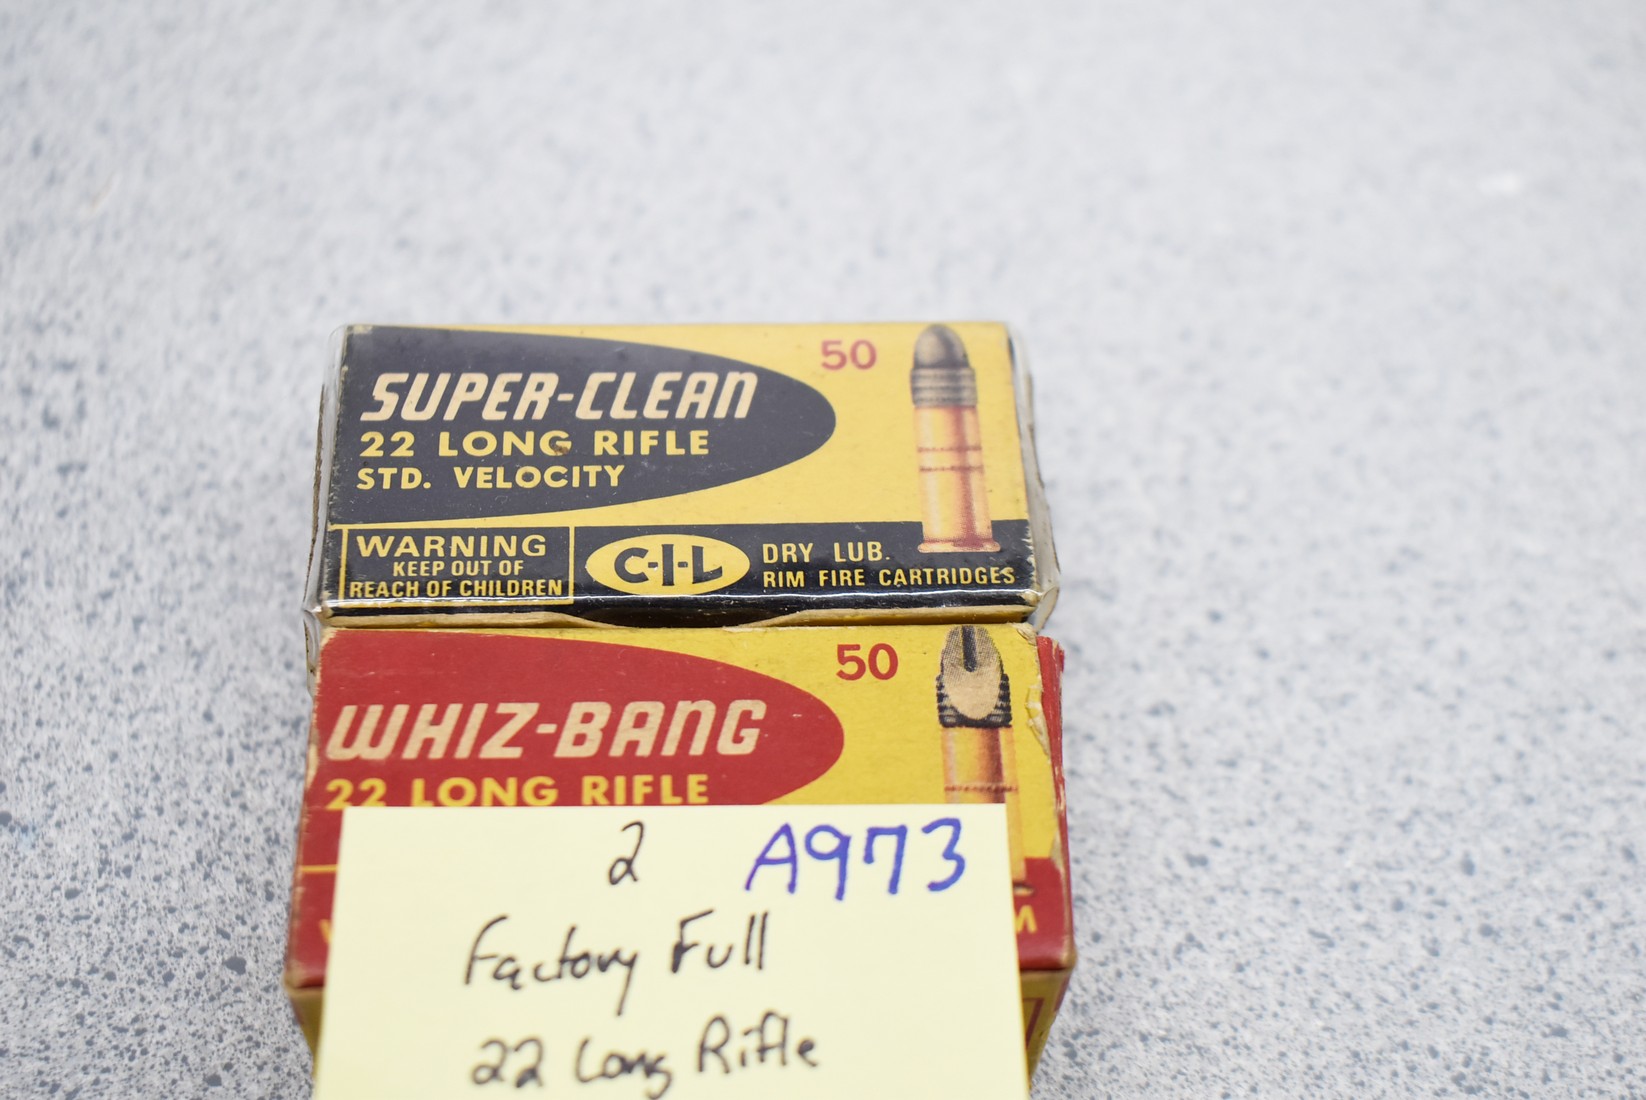 SUPER-CLEAN
50
22 LONG RIFLE
STD. VELOCITY
WARNING
KEEP OUT OF
REACH OF CHILDREN
C-I-L
DRY LUB.
RIM FIRE CARTRIDGES
50
WHIZ-BANG
22 LONG RIFLE
2 A973
Factory Full
22 Long Rifle